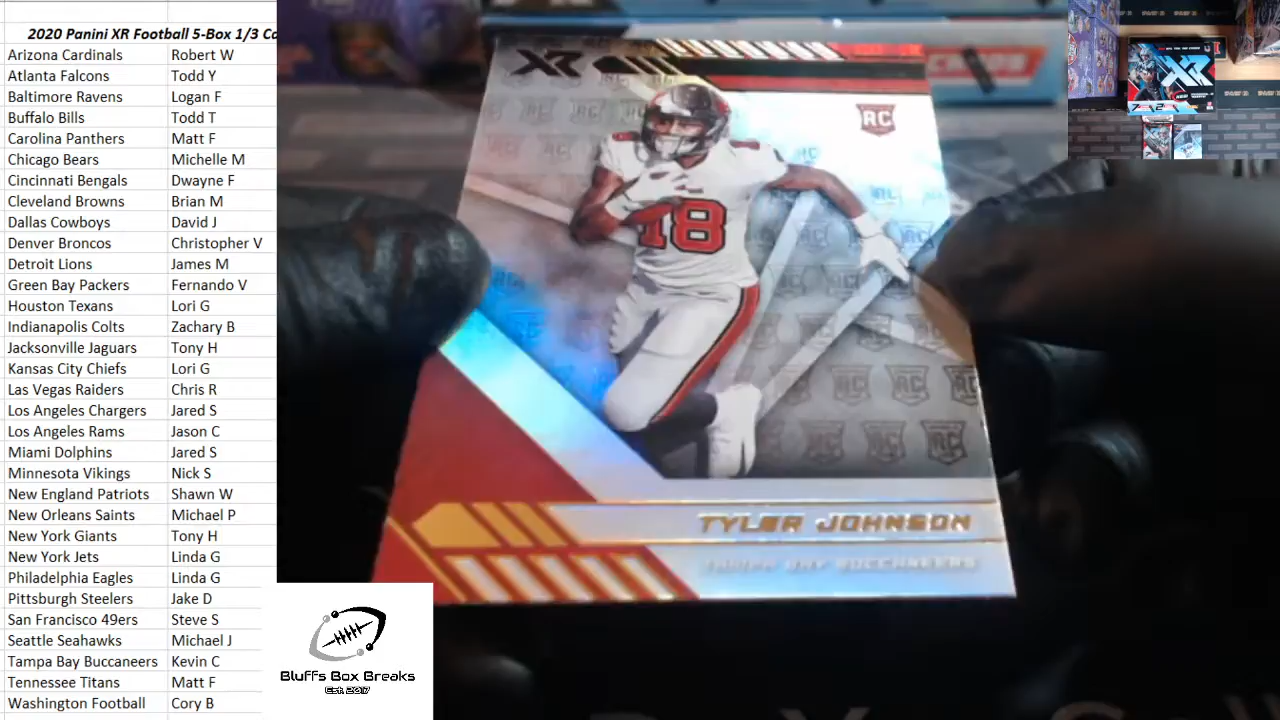 2020 Panini XR Football 5-Box 1/3 Ca
Arizona Cardinals Robert W
Atlanta Falcons Todd Y
Baltimore Ravens Logan F
Buffalo Bills Todd T
Carolina Panthers Matt F
Chicago Bears Michelle M
Cincinnati Bengals Dwayne F
Cleveland Browns Brian M
Dallas Cowboys David J
Denver Broncos Christopher V
Detroit Lions James M
Green Bay Packers Fernando V
Houston Texans Lori G
Indianapolis Colts Zachary B
Jacksonville Jaguars Tony H
Kansas City Chiefs Lori G
Las Vegas Raiders Chris R
Los Angeles Chargers Jared S
Los Angeles Rams Jason C
Miami Dolphins Jared S
Minnesota Vikings Nick S
New England Patriots Shawn W
New Orleans Saints Michael P
New York Giants Tony H
New York Jets Linda G
Philadelphia Eagles Linda G
Pittsburgh Steelers Jake D
San Francisco 49ers Steve S
Seattle Seahawks Michael J
Tampa Bay Buccaneers Kevin C
Tennessee Titans Matt F
Washington Football Cory B
XR
RC
18
TYLER JOHNSON
TAMPA BAY BUCCANEERS
Bluffs Box Breaks
Est. 2017
XR